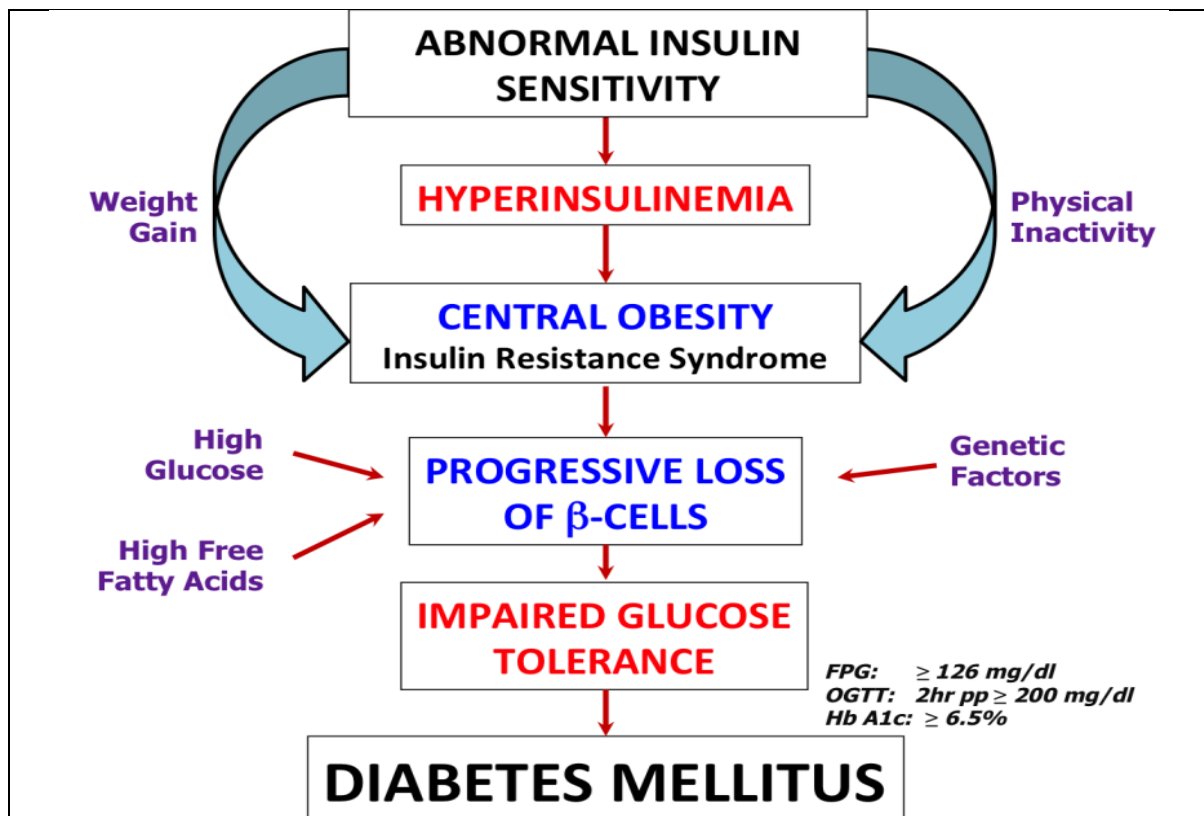 ABNORMAL INSULIN
SENSITIVITY
HYPERINSULINEMIA
Weight
Gain
Physical
Inactivity
CENTRAL OBESITY
Insulin Resistance Syndrome
High
Glucose
PROGRESSIVE LOSS
OF β-CELLS
Genetic
Factors
High Free
Fatty Acids
IMPAIRED GLUCOSE
TOLERANCE
FPG: ≥ 126 mg/dl
OGTT: 2hr pp ≥ 200 mg/dl
Hb A1c: ≥ 6.5%
DIABETES MELLITUS